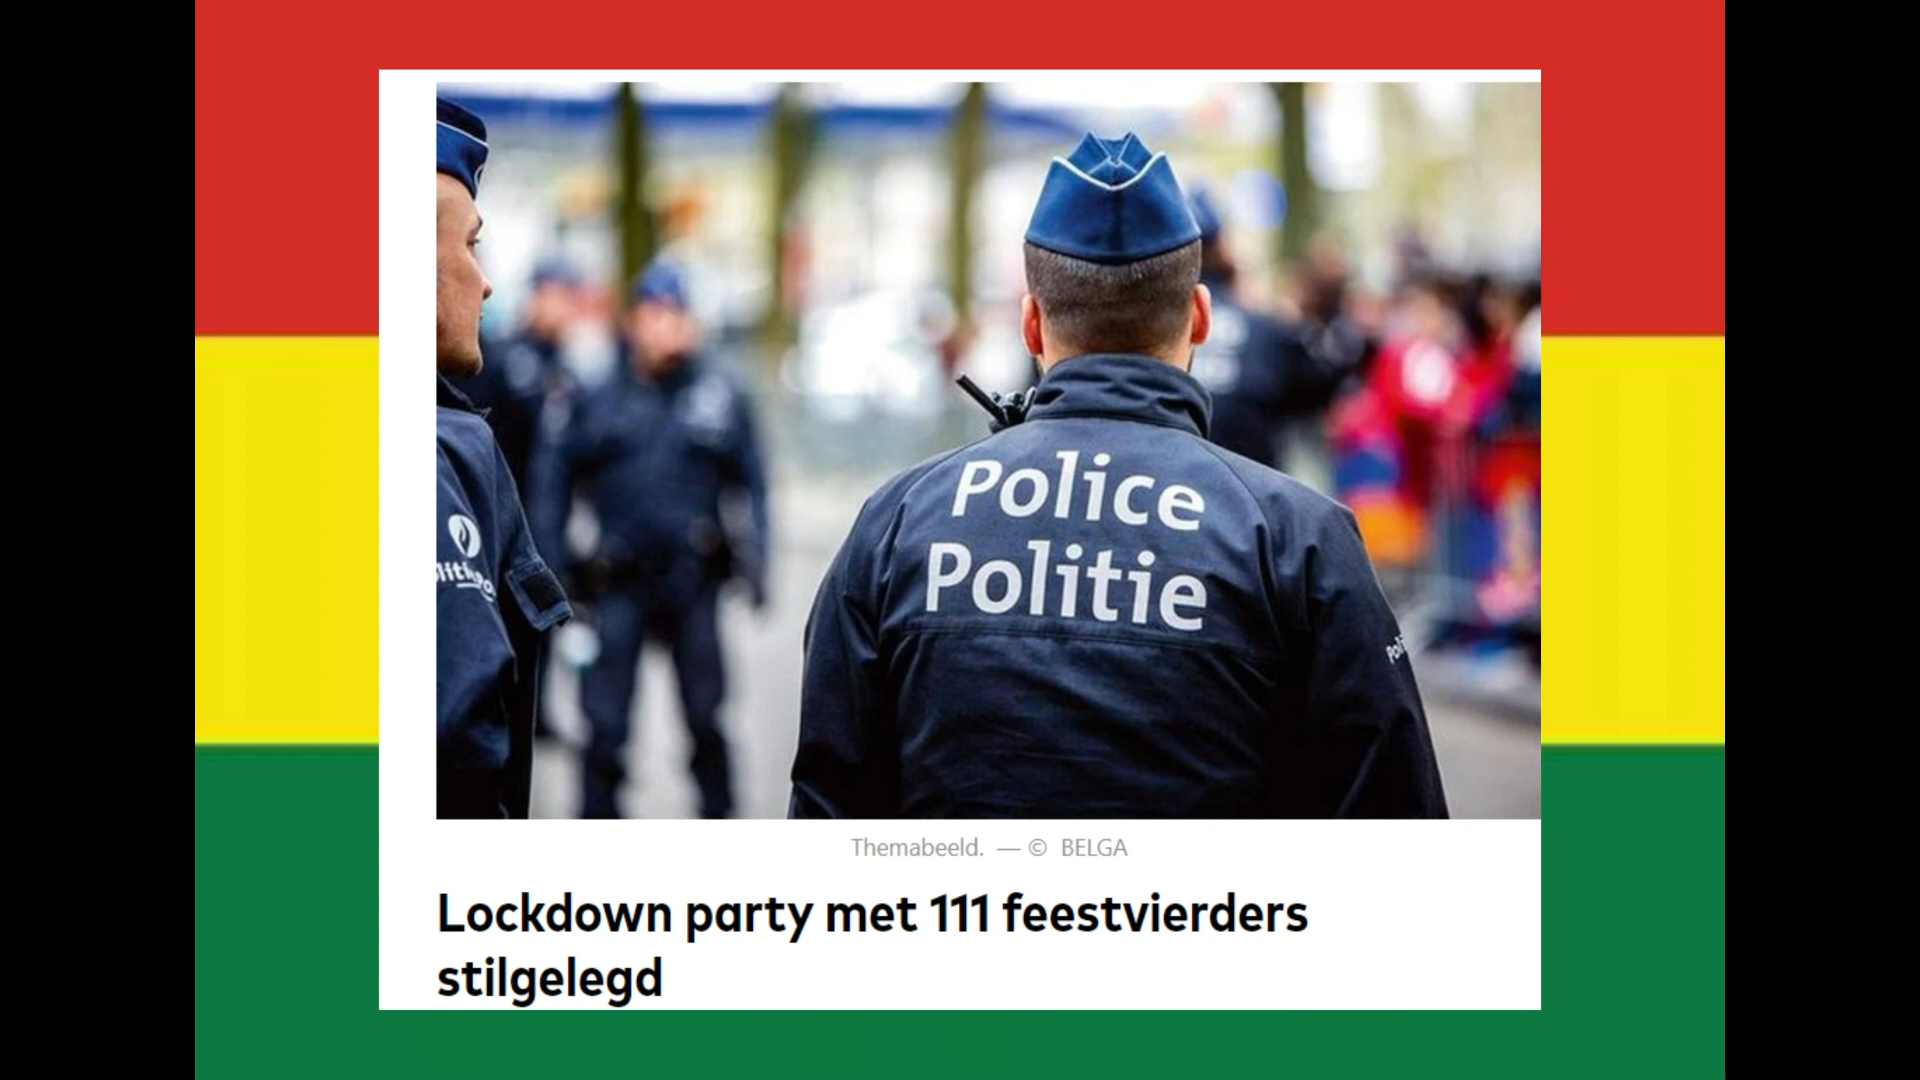 Police
Politie
Themabeeld. — © BELGA
Lockdown party met 111 feestvierders
stilgelegd